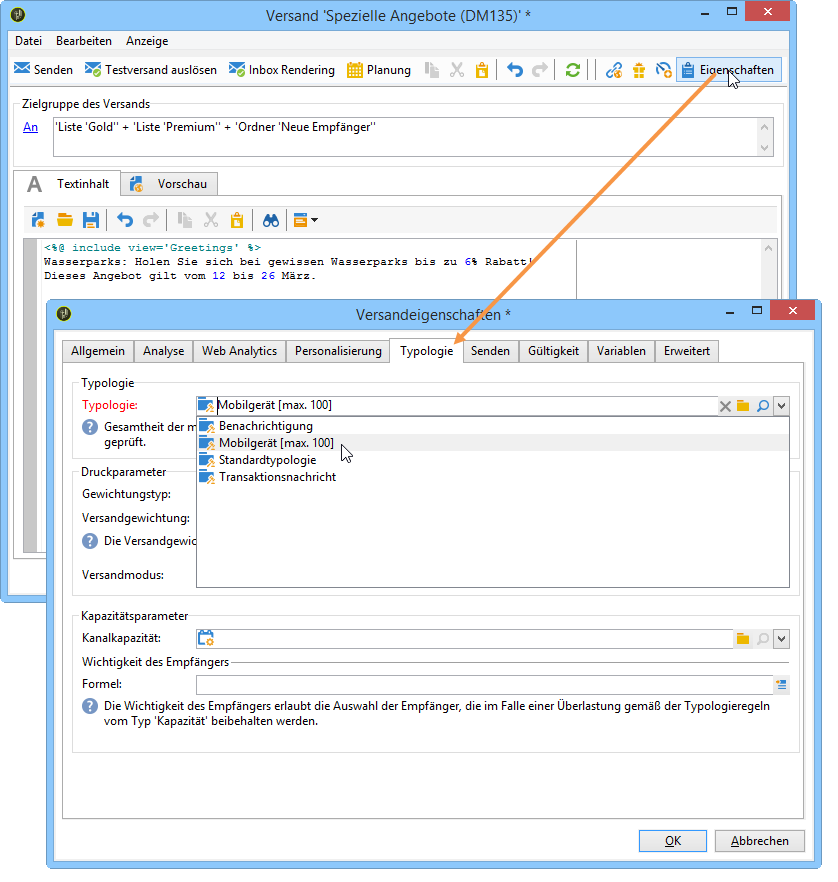 Versand 'Spezielle Angebote (DM135)' *
Datei Bearbeiten Anzeige
Senden Testversand auslösen Inbox Rendering Planung Eigenschaften
Zielgruppe des Versands
An 'Liste 'Gold'' + 'Liste 'Premium'' + 'Ordner 'Neue Empfänger''
A Textinhalt Vorschau
<%@ include view='Greetings' %>
Wasserparks: Holen Sie sich bei gewissen Wasserparks bis zu 6% Rabatt!
Dieses Angebot gilt vom 12 bis 26 März.
Versandeigenschaften *
Allgemein Analyse Web Analytics Personalisierung Typologie Senden Gültigkeit Variablen Erweitert
Typologie
Typologie: Mobilgerät [max. 100]
Benachrichtigung
Mobilgerät [max. 100]
Standardtypologie
Transaktionsnachricht
Gesamtheit der m
geprüft.
Druckparameter
Gewichtungstyp:
Versandgewichtung:
Die Versandgewic
Versandmodus:
Kapazitätsparameter
Kanalkapazität:
Wichtigkeit des Empfängers
Formel:
Die Wichtigkeit des Empfängers erlaubt die Auswahl der Empfänger, die im Falle einer Überlastung gemäß der Typologieregeln
vom Typ 'Kapazität' beibehalten werden.
OK Abbrechen